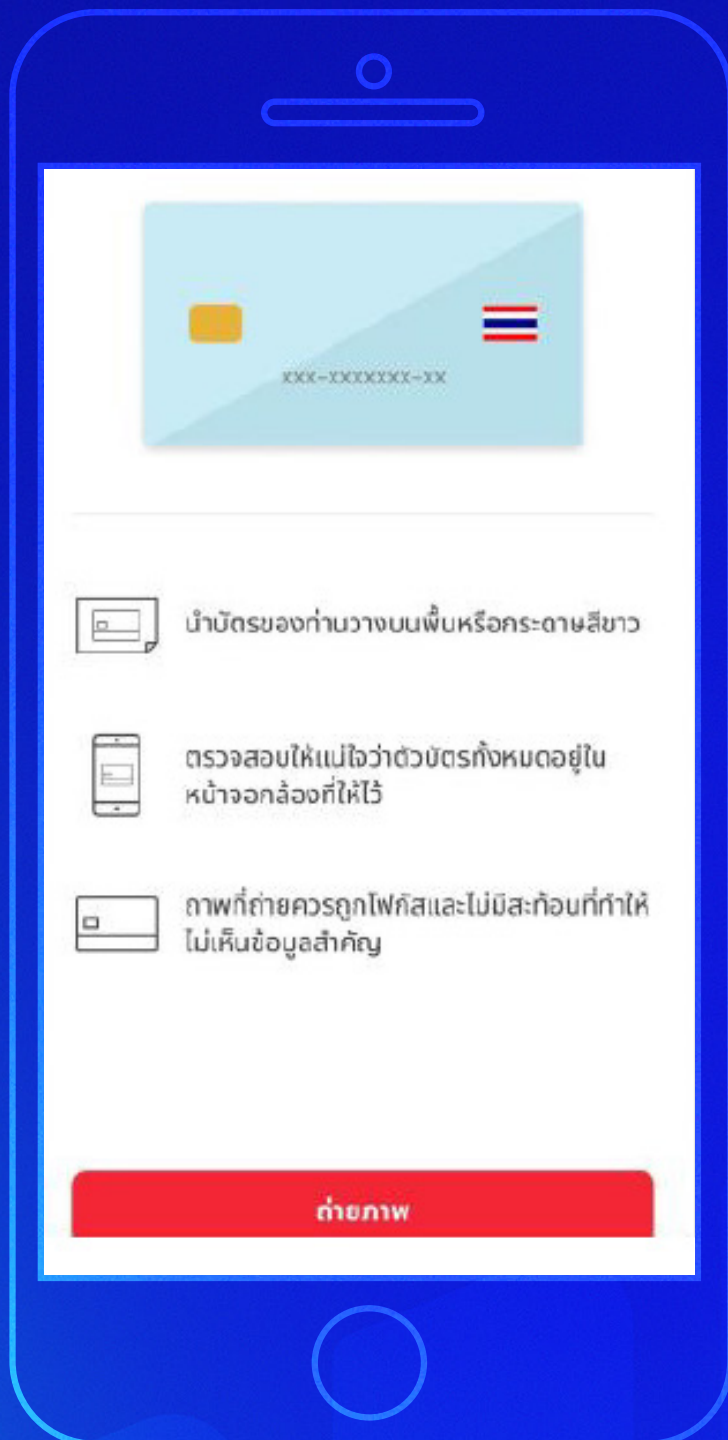 xxx-xxxxxxx-xx
นำบัตรของท่านวางบนพื้นหรือกระดาษสีขาว
ตรวจสอบให้แน่ใจว่าตัวบัตรทั้งหมดอยู่ใน
หน้าจอกล้องที่ให้ไว้
ภาพที่ถ่ายควรถูกโฟกัสและไม่มีสะท้อนที่ทำให้
ไม่เห็นข้อมูลสำคัญ
ถ่ายภาพ